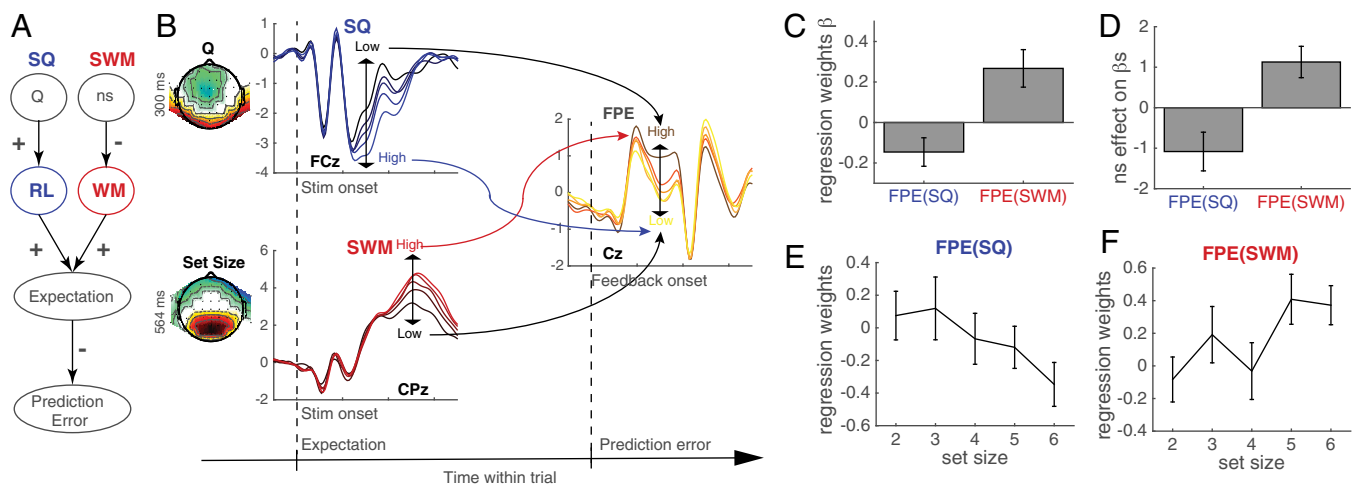 A
SQ
SWM
Q
ns
+
-
RL
WM
+
+
Expectation
-
Prediction
Error
B
Q
300 ms
Set Size
564 ms
1
0
-1
-2
-3
-4
SQ
Low
High
FCz
Stim onset
6
4
2
0
-2
SWM
High
Low
CPz
Stim onset
2
1
0
-1
-2
FPE
High
Low
Cz
Feedback onset
Expectation
Prediction error
Time within trial
C
regression weights β
0.4
0.2
0
-0.2
FPE(SQ)
FPE(SWM)
D
ns effect on βs
2
1
0
-1
-2
FPE(SQ)
FPE(SWM)
E
FPE(SQ)
regression weights
0.4
0.2
0
-0.2
-0.4
-0.6
2 3 4 5 6
set size
F
FPE(SWM)
regression weights
0.6
0.4
0.2
0
-0.2
-0.4
2 3 4 5 6
set size